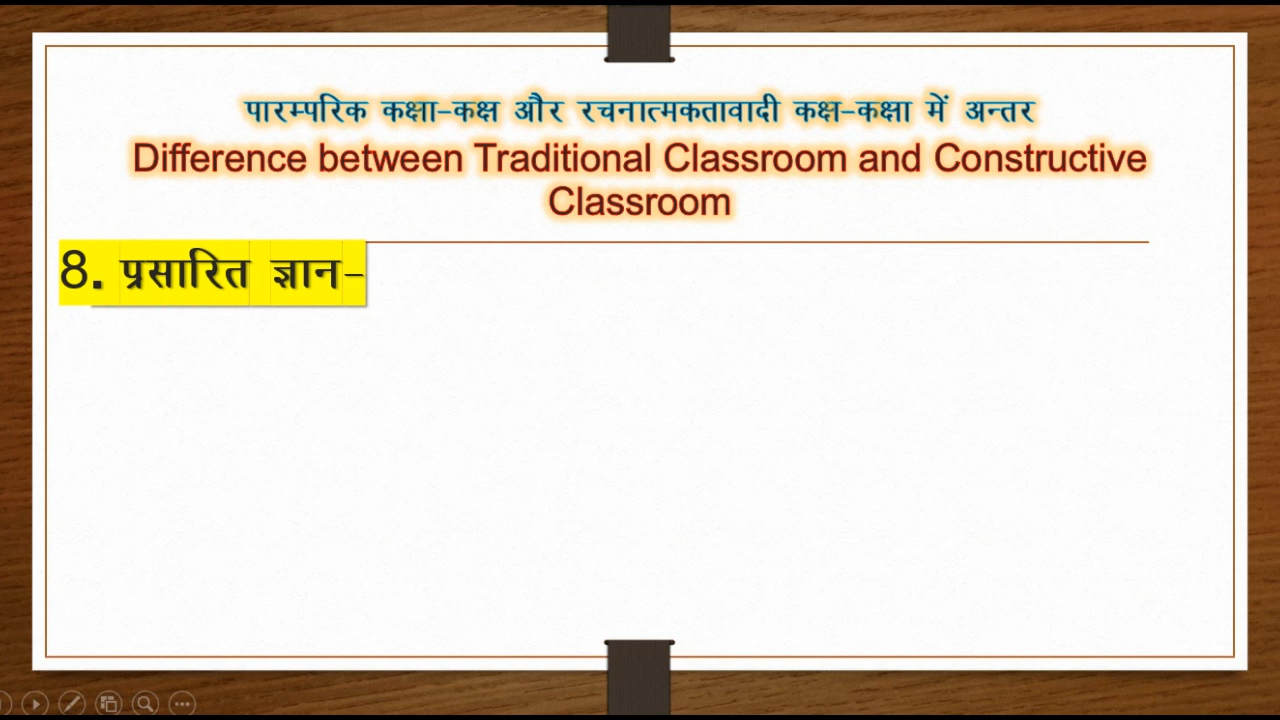 पारम्परिक कक्षा-कक्ष और रचनात्मकतावादी कक्ष-कक्षा में अन्तर
Difference between Traditional Classroom and Constructive
Classroom
8. प्रसारित ज्ञान-